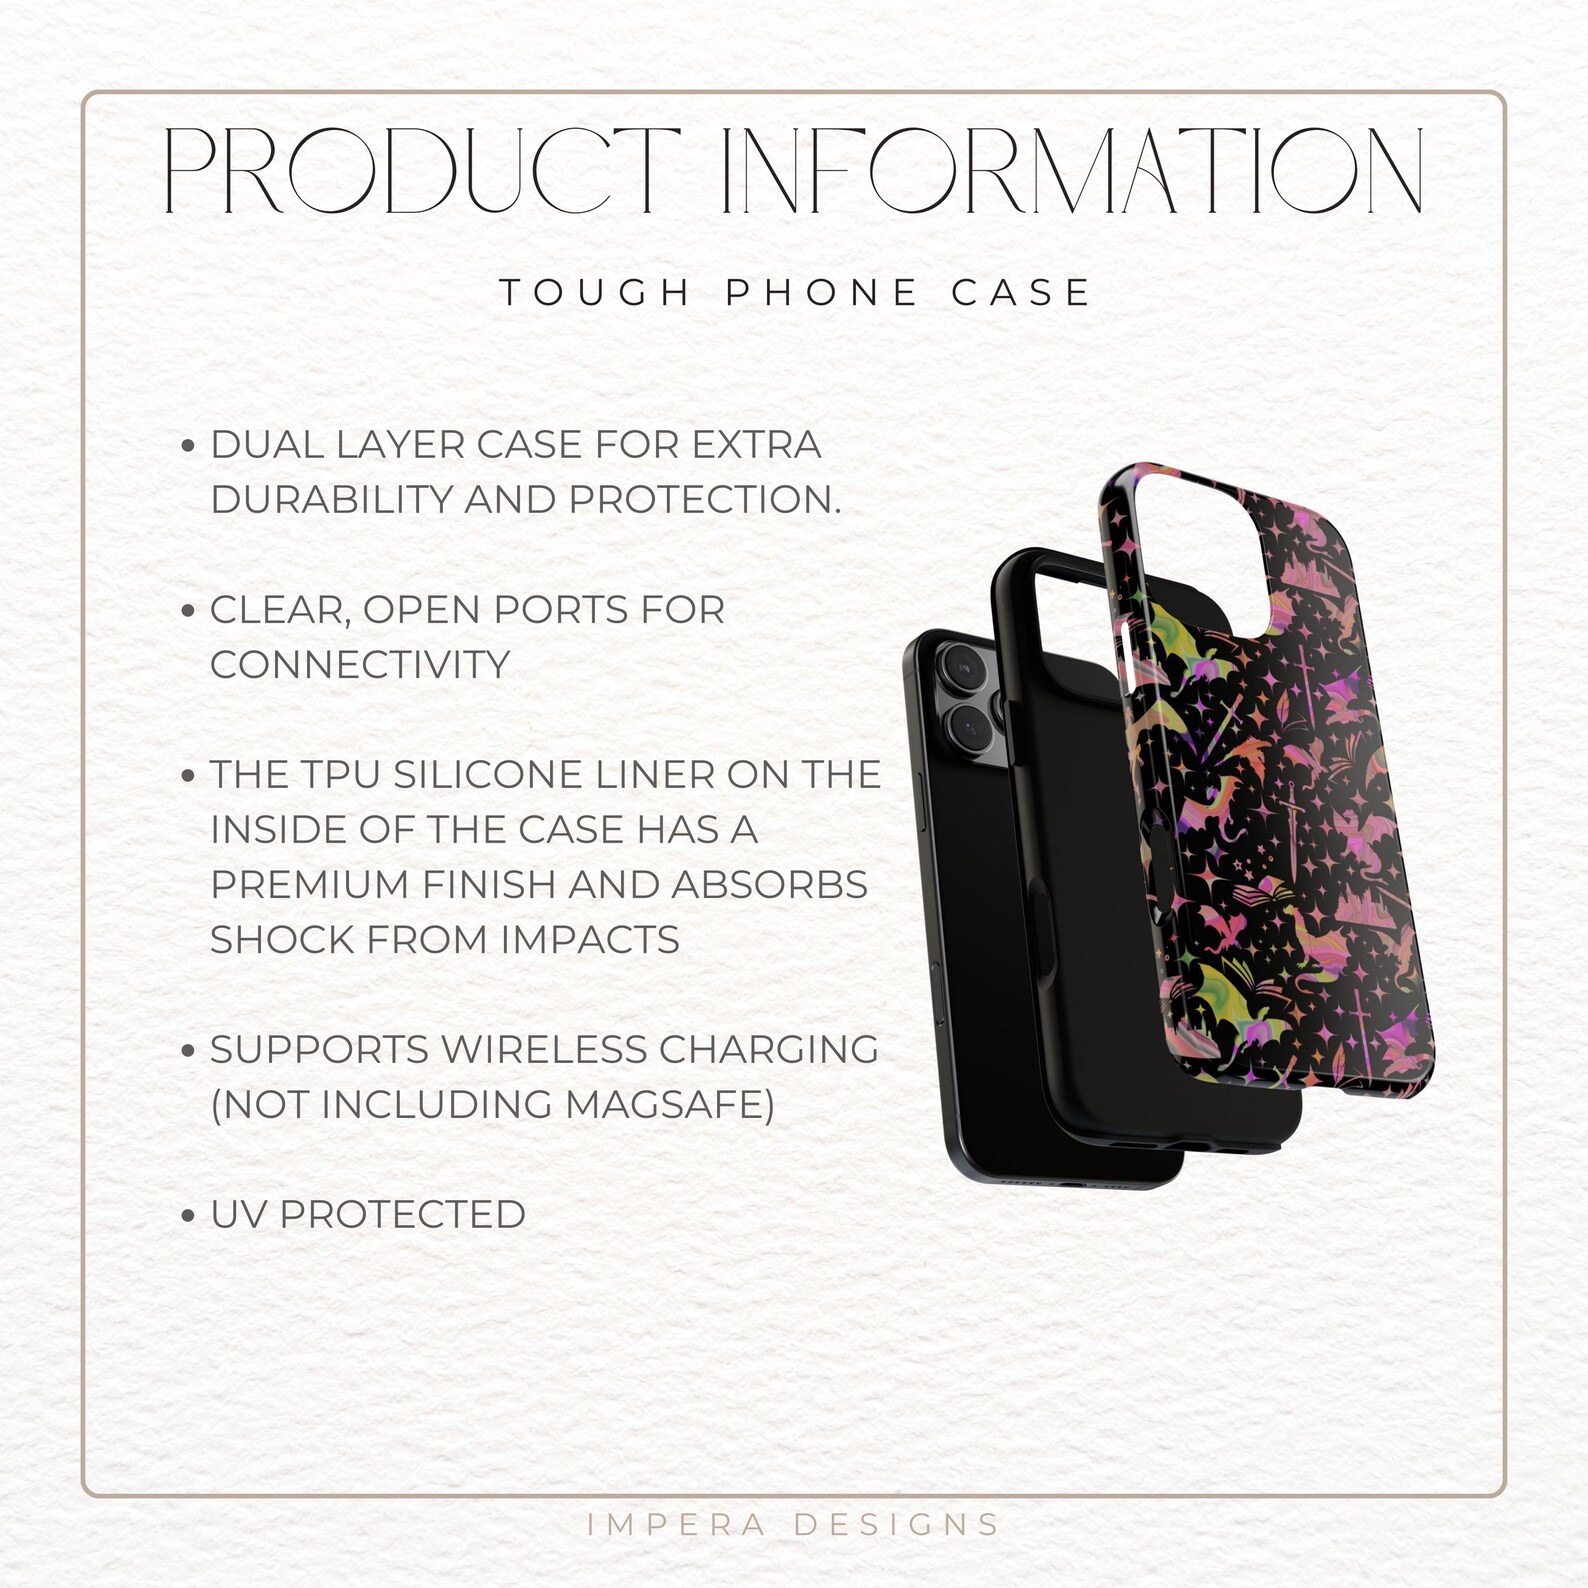 PRODUCT INFORMATION
TOUGH PHONE CASE
• DUAL LAYER CASE FOR EXTRA
DURABILITY AND PROTECTION.
• CLEAR, OPEN PORTS FOR
CONNECTIVITY
• THE TPU SILICONE LINER ON THE
INSIDE OF THE CASE HAS A
PREMIUM FINISH AND ABSORBS
SHOCK FROM IMPACTS
• SUPPORTS WIRELESS CHARGING
(NOT INCLUDING MAGSAFE)
• UV PROTECTED
IMPERA DESIGNS